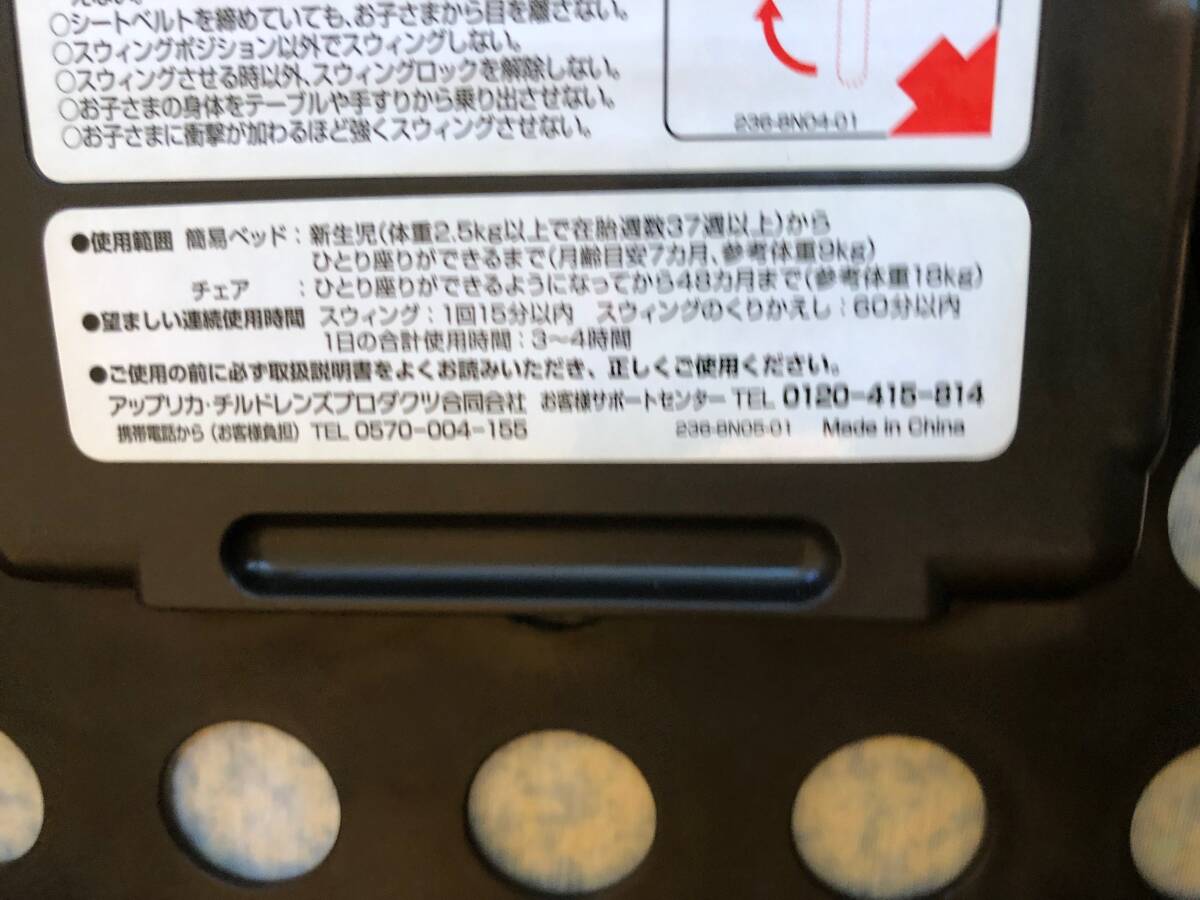 ○シートベルトを締めていても、お子さまから目を離さない。
○スウィングポジション以外でスウィングしない。
○スウィングさせる時以外、スウィングロックを解除しない。
○お子さまの身体をテーブルや手すりから乗り出させない。
○お子さまに衝撃が加わるほど強くスウィングさせない。
236-8N04-01
●使用範囲 簡易ベッド：新生児(体重2.5kg以上で在胎週数37週以上)から
ひとり座りができるまで(月齢目安7カ月、参考体重9kg)
チェア ：ひとり座りができるようになってから48カ月まで(参考体重18kg)
●望ましい連続使用時間 スウィング：1回15分以内 スウィングのくりかえし：60分以内
1日の合計使用時間：3〜4時間
●ご使用の前に必ず取扱説明書をよくお読みいただき、正しくご使用ください。
アップリカ・チルドレンズプロダクツ合同会社 お客様サポートセンター TEL 0120-415-814
携帯電話から(お客様負担) TEL 0570-004-155 236-8N05-01 Made in China